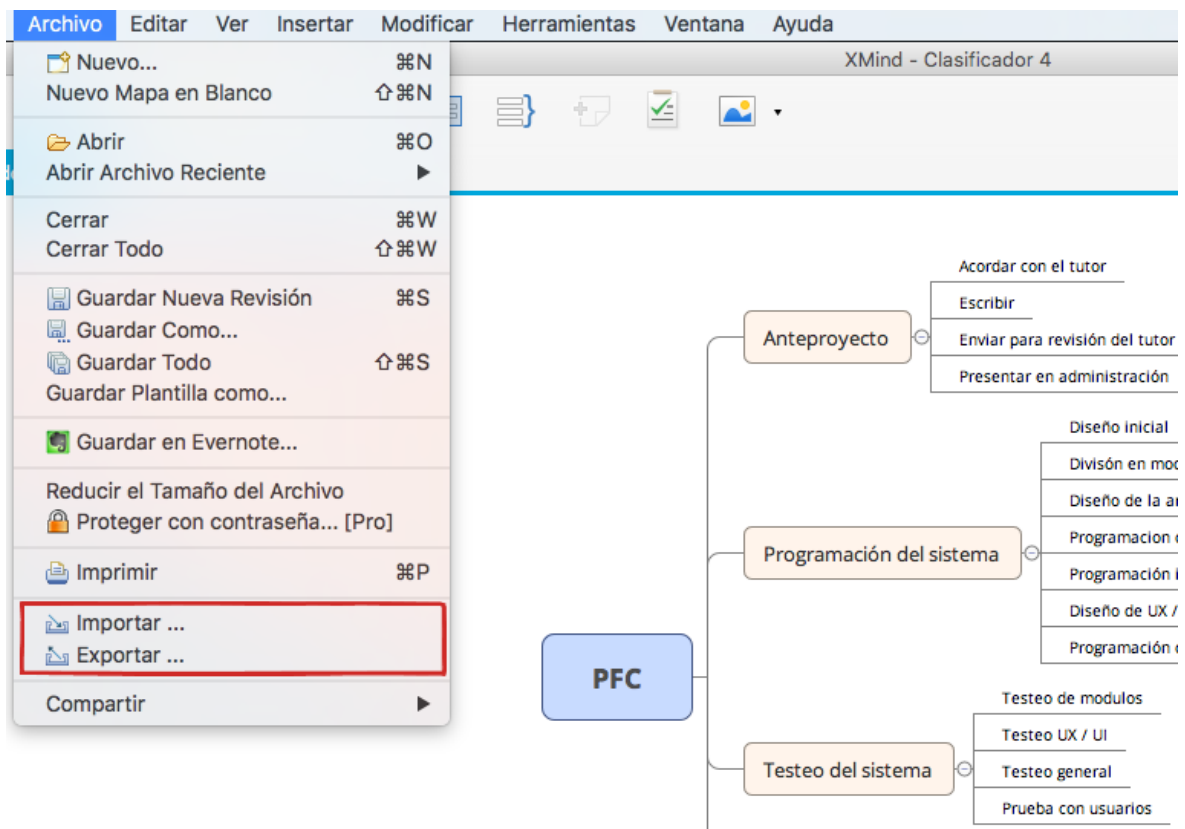 Archivo Editar Ver Insertar Modificar Herramientas Ventana Ayuda
XMind - Clasificador 4
Nuevo... ⌘N
Nuevo Mapa en Blanco ⇧⌘N
Abrir ⌘O
Abrir Archivo Reciente ▶
Cerrar ⌘W
Cerrar Todo ⇧⌘W
Guardar Nueva Revisión ⌘S
Guardar Como...
Guardar Todo ⇧⌘S
Guardar Plantilla como...
Guardar en Evernote...
Reducir el Tamaño del Archivo
Proteger con contraseña... [Pro]
Imprimir ⌘P
Importar ...
Exportar ...
Compartir ▶
PFC
Anteproyecto
Acordar con el tutor
Escribir
Enviar para revisión del tutor
Presentar en administración
Programación del sistema
Diseño inicial
Divisón en
Diseño de la
Programacion
Programación
Diseño de UX /
Programación
Testeo del sistema
Testeo de modulos
Testeo UX / UI
Testeo general
Prueba con usuarios